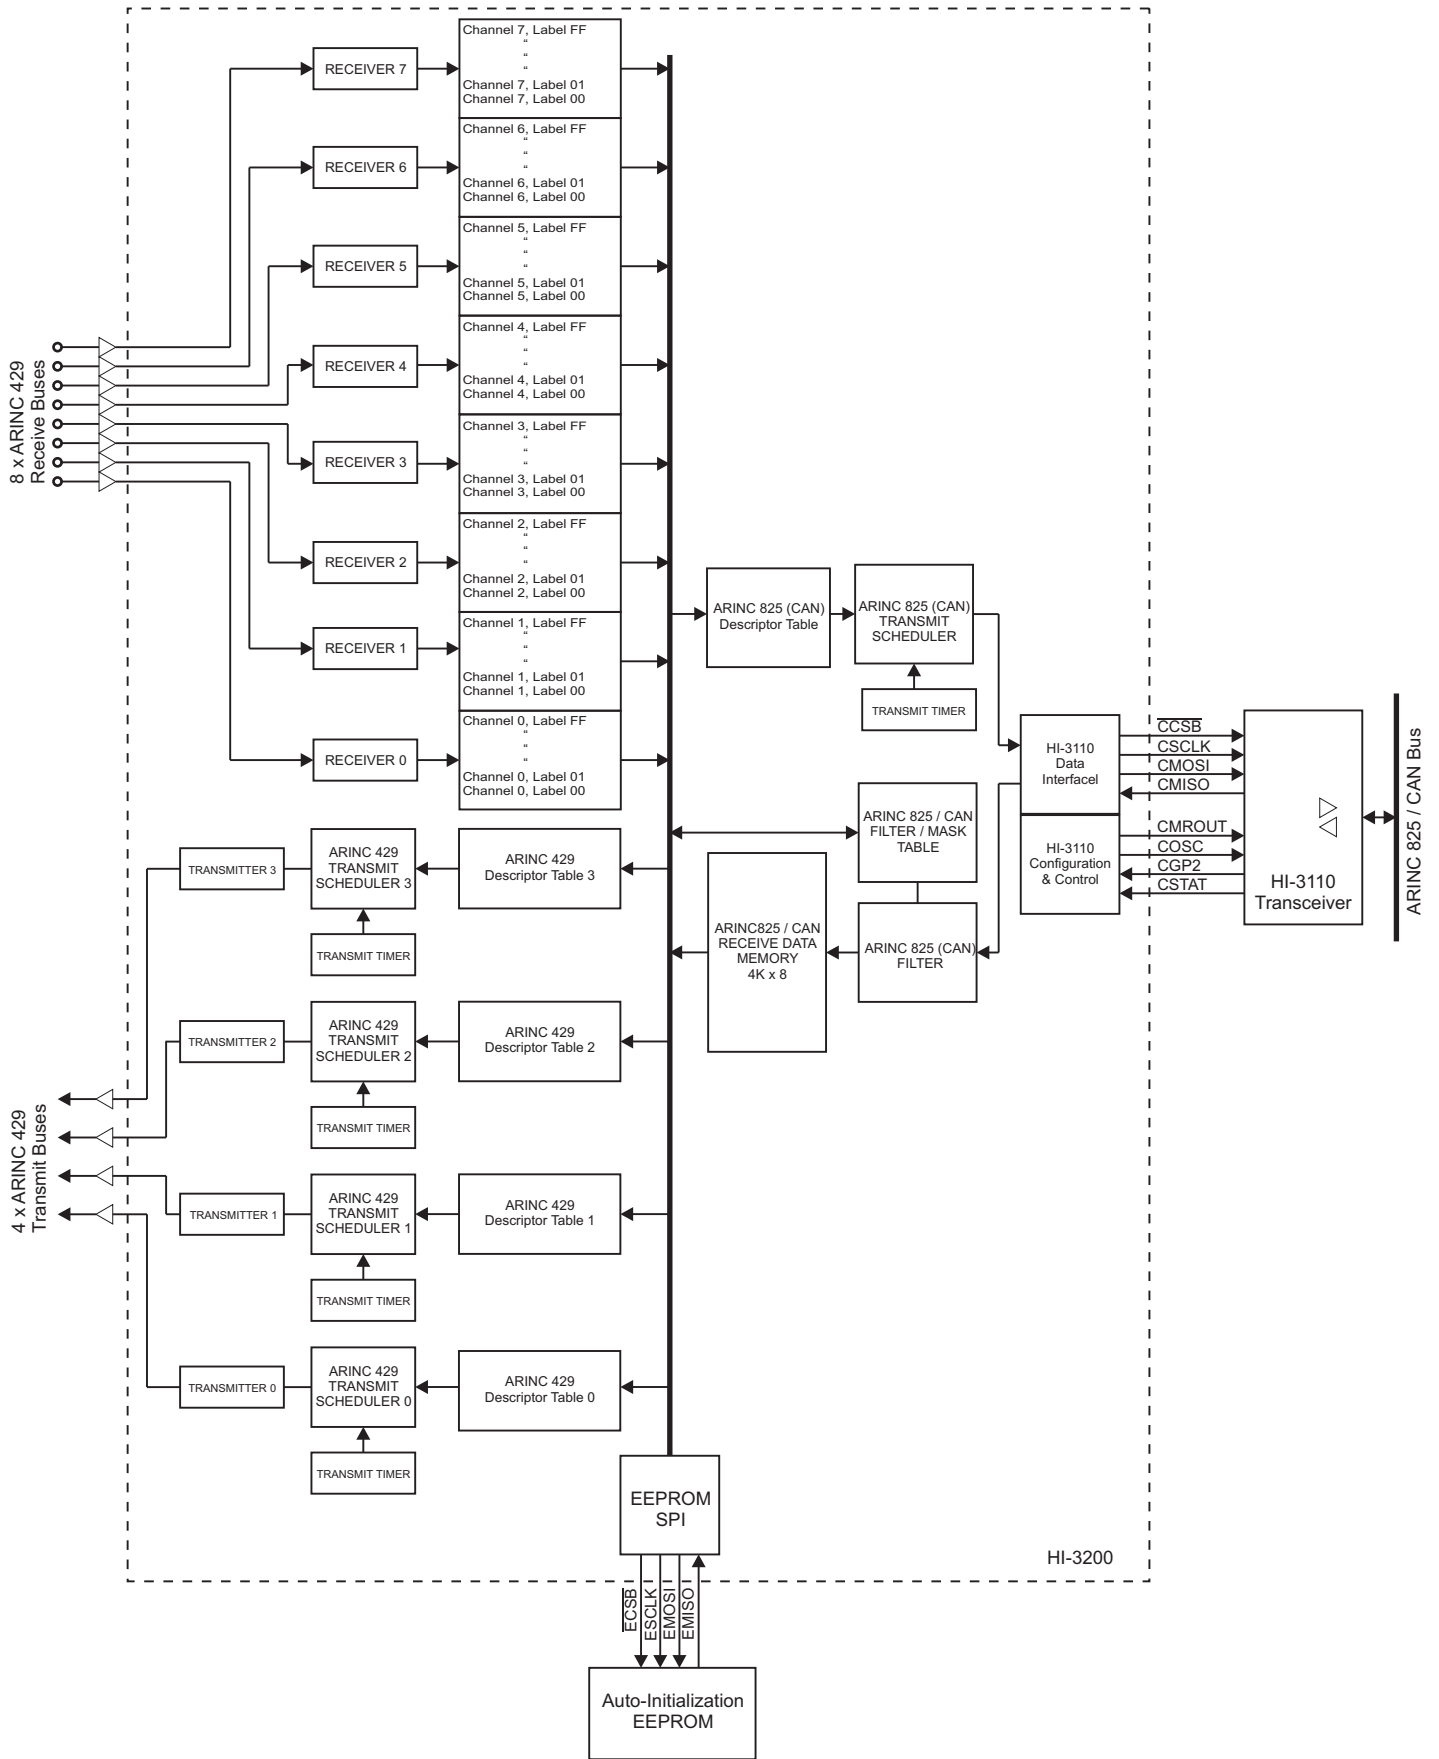 Channel 7, Label FF
“
“
“
Channel 7, Label 01
Channel 7, Label 00
RECEIVER 7
Channel 6, Label FF
“
“
“
Channel 6, Label 01
Channel 6, Label 00
RECEIVER 6
Channel 5, Label FF
“
“
“
Channel 5, Label 01
Channel 5, Label 00
RECEIVER 5
Channel 4, Label FF
“
“
“
Channel 4, Label 01
Channel 4, Label 00
RECEIVER 4
8 x ARINC 429
Receive Buses
Channel 3, Label FF
“
“
“
Channel 3, Label 01
Channel 3, Label 00
RECEIVER 3
Channel 2, Label FF
“
“
“
Channel 2, Label 01
Channel 2, Label 00
RECEIVER 2
Channel 1, Label FF
“
“
“
Channel 1, Label 01
Channel 1, Label 00
RECEIVER 1
Channel 0, Label FF
“
“
“
Channel 0, Label 01
Channel 0, Label 00
RECEIVER 0
ARINC 825 (CAN)
Descriptor Table
ARINC 825 (CAN)
TRANSMIT
SCHEDULER
TRANSMIT TIMER
HI-3110
Data
Interfacel
CCSB
CSCLK
CMOSI
CMISO
HI-3110
Configuration
& Control
CMROUT
COSC
CGP2
CSTAT
HI-3110
Transceiver
ARINC 825 / CAN Bus
ARINC 825 / CAN
FILTER / MASK
TABLE
ARINC 825 (CAN)
FILTER
ARINC825 / CAN
RECEIVE DATA
MEMORY
4K x 8
TRANSMITTER 3
ARINC 429
TRANSMIT
SCHEDULER 3
ARINC 429
Descriptor Table 3
TRANSMIT TIMER
TRANSMITTER 2
ARINC 429
TRANSMIT
SCHEDULER 2
ARINC 429
Descriptor Table 2
TRANSMIT TIMER
4 x ARINC 429
Transmit Buses
TRANSMITTER 1
ARINC 429
TRANSMIT
SCHEDULER 1
ARINC 429
Descriptor Table 1
TRANSMIT TIMER
TRANSMITTER 0
ARINC 429
TRANSMIT
SCHEDULER 0
ARINC 429
Descriptor Table 0
TRANSMIT TIMER
EEPROM
SPI
HI-3200
ECSB
ESCLK
EMOSI
EMISO
Auto-Initialization
EEPROM